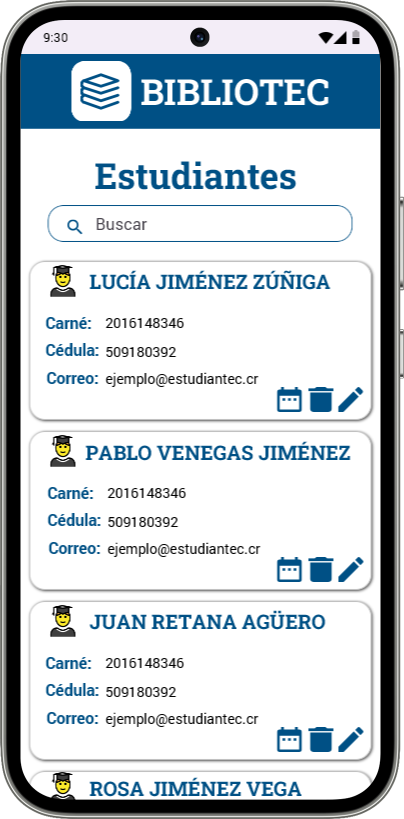 9:30
BIBLIOTEC
Estudiantes
Buscar
LUCÍA JIMÉNEZ ZÚÑIGA
Carné: 2016148346
Cédula: 509180392
Correo: ejemplo@estudiantec.cr
PABLO VENEGAS JIMÉNEZ
Carné: 2016148346
Cédula: 509180392
Correo: ejemplo@estudiantec.cr
JUAN RETANA AGÜERO
Carné: 2016148346
Cédula: 509180392
Correo: ejemplo@estudiantec.cr
ROSA JIMÉNEZ VEGA